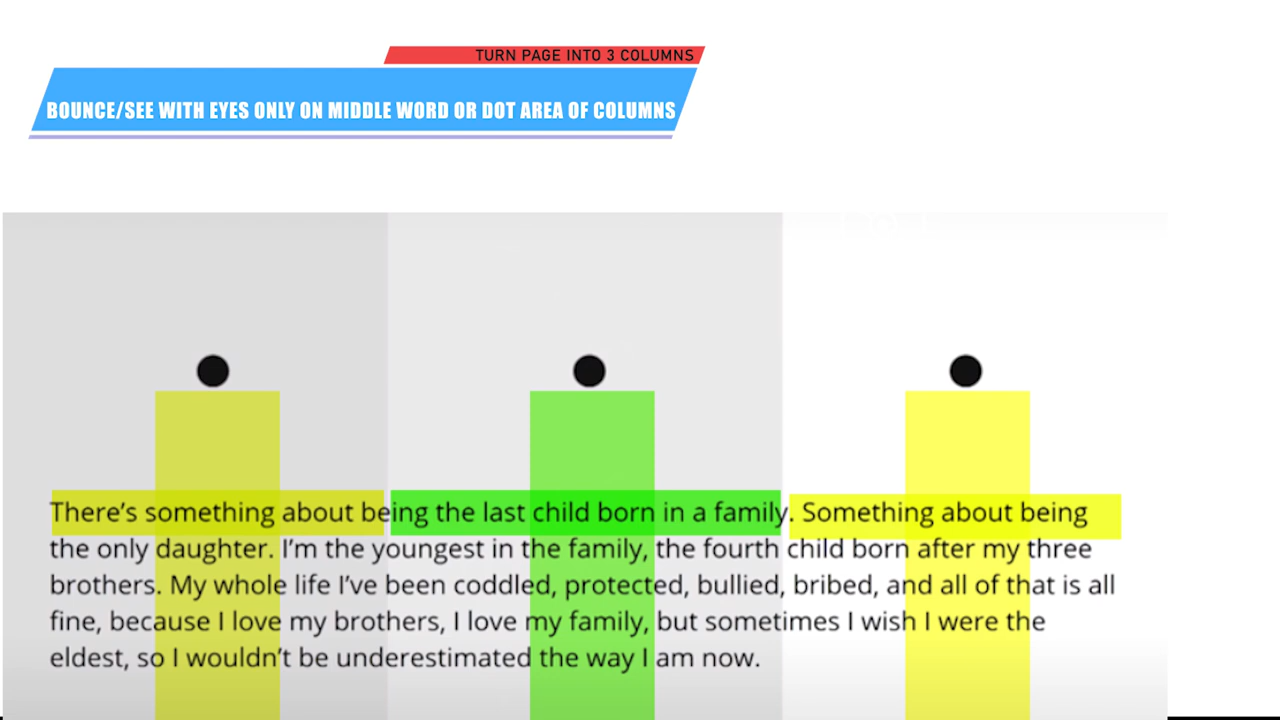 TURN PAGE INTO 3 COLUMNS
BOUNCE/SEE WITH EYES ONLY ON MIDDLE WORD OR DOT AREA OF COLUMNS
There's something about being the last child born in a family. Something about being
the only daughter. I'm the youngest in the family, the fourth child born after my three
brothers. My whole life I've been coddled, protected, bullied, bribed, and all of that is all
fine, because I love my brothers, I love my family, but sometimes I wish I were the
eldest, so I wouldn't be underestimated the way I am now.